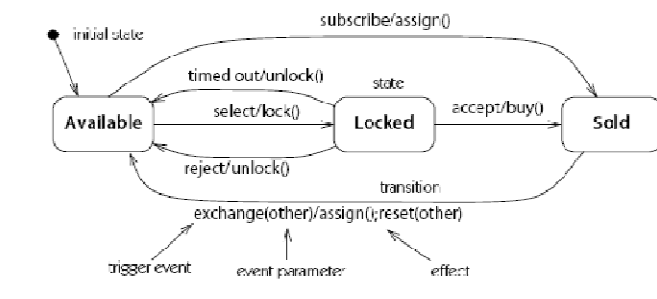 subscribe/assign()
initial state
timed out/unlock()
state
select/lock()
accept/buy()
Available
Locked
Sold
reject/unlock()
transition
exchange(other)/assign();reset(other)
trigger event
event parameter
effect